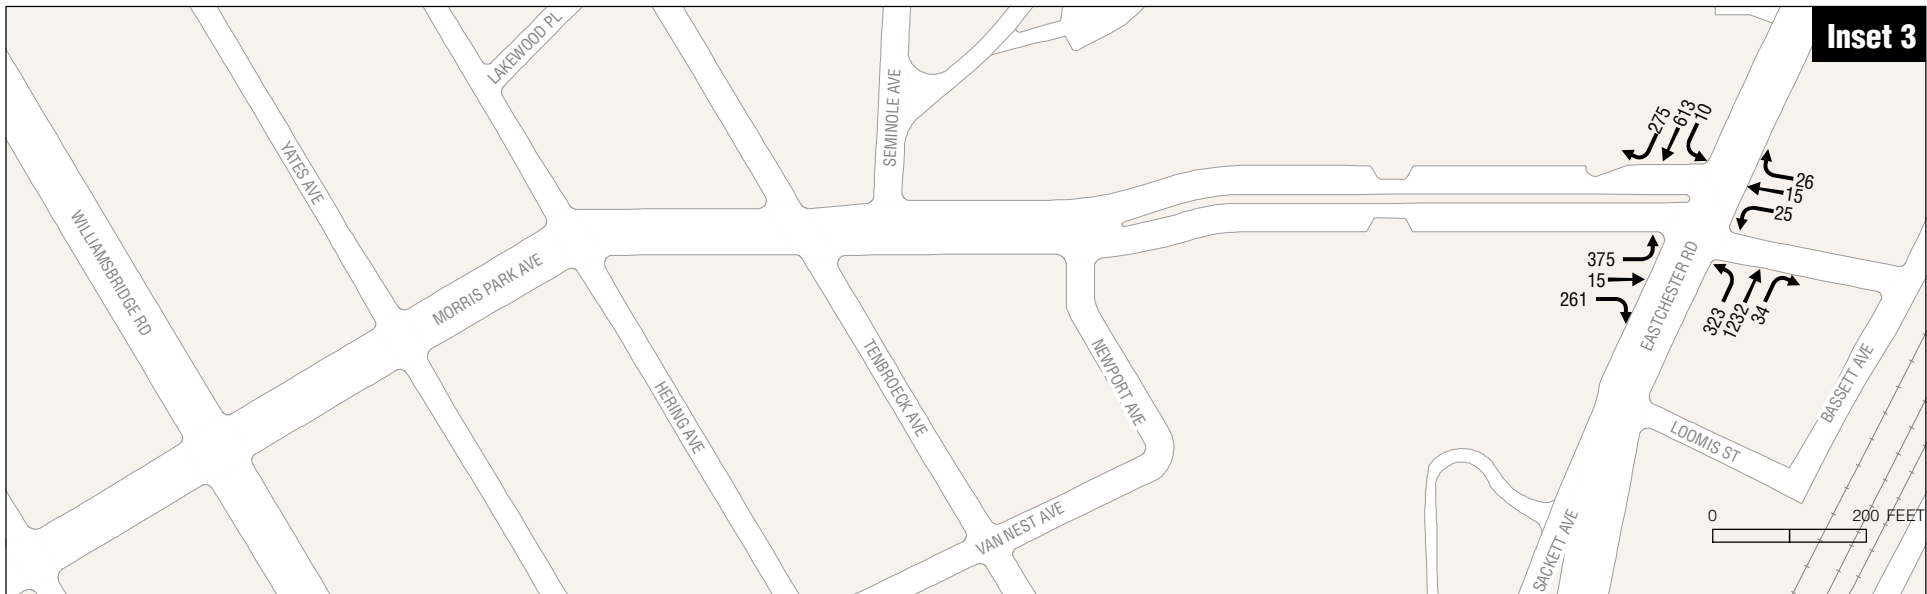 Inset 3
LAKEWOOD PL
SEMINOLE AVE
YATES AVE
WILLIAMSBRIDGE RD
MORRIS PARK AVE
HERING AVE
TENBROECK AVE
NEWPORT AVE
VAN NEST AVE
275
613
10
26
15
25
375
15
261
EASTCHESTER RD
323
1232
34
BASSETT AVE
LOOMIS ST
SACKETT AVE
0 200 FEET